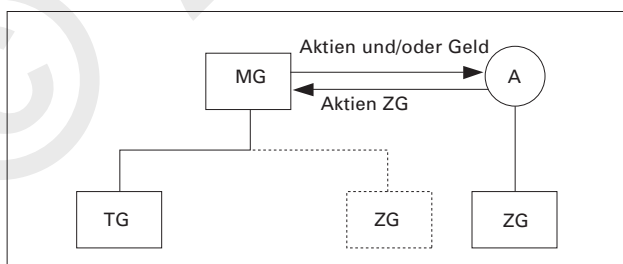 Aktien und/oder Geld
MG
A
Aktien ZG
TG
ZG
ZG